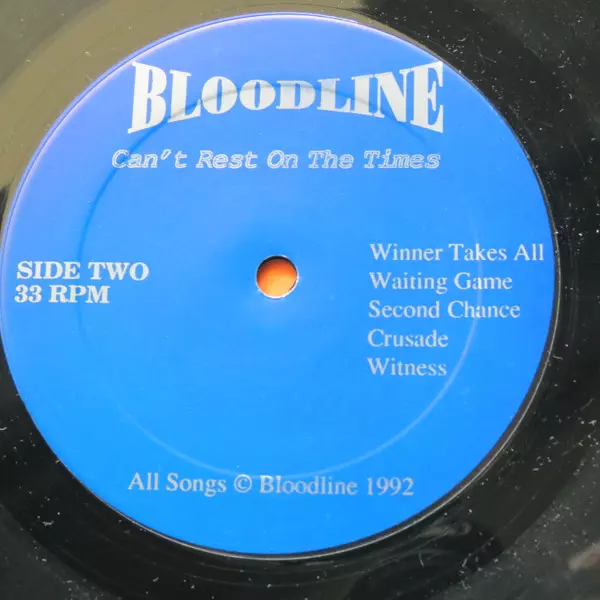 BLOODLINE
Can't Rest On The Times
SIDE TWO
33 RPM
Winner Takes All
Waiting Game
Second Chance
Crusade
Witness
All Songs © Bloodline 1992